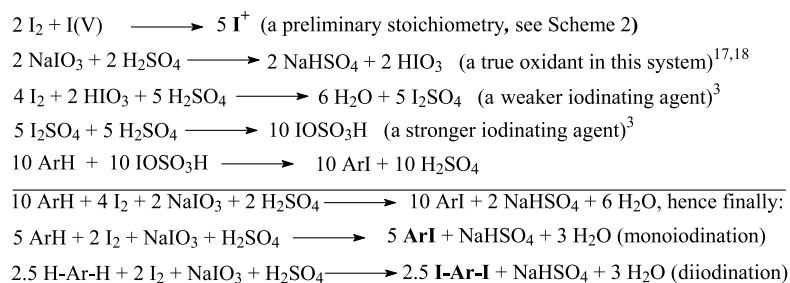 2 I₂ + I(V) ⟶ 5 I⁺ (a preliminary stoichiometry, see Scheme 2)
2 NaIO₃ + 2 H₂SO₄ ⟶ 2 NaHSO₄ + 2 HIO₃ (a true oxidant in this system)¹⁷,¹⁸
4 I₂ + 2 HIO₃ + 5 H₂SO₄ ⟶ 6 H₂O + 5 I₂SO₄ (a weaker iodinating agent)³
5 I₂SO₄ + 5 H₂SO₄ ⟶ 10 IOSO₃H (a stronger iodinating agent)³
10 ArH + 10 IOSO₃H ⟶ 10 ArI + 10 H₂SO₄
10 ArH + 4 I₂ + 2 NaIO₃ + 2 H₂SO₄ ⟶ 10 ArI + 2 NaHSO₄ + 6 H₂O, hence finally:
5 ArH + 2 I₂ + NaIO₃ + H₂SO₄ ⟶ 5 ArI + NaHSO₄ + 3 H₂O (monoiodination)
2.5 H-Ar-H + 2 I₂ + NaIO₃ + H₂SO₄ ⟶ 2.5 I-Ar-I + NaHSO₄ + 3 H₂O (diiodination)